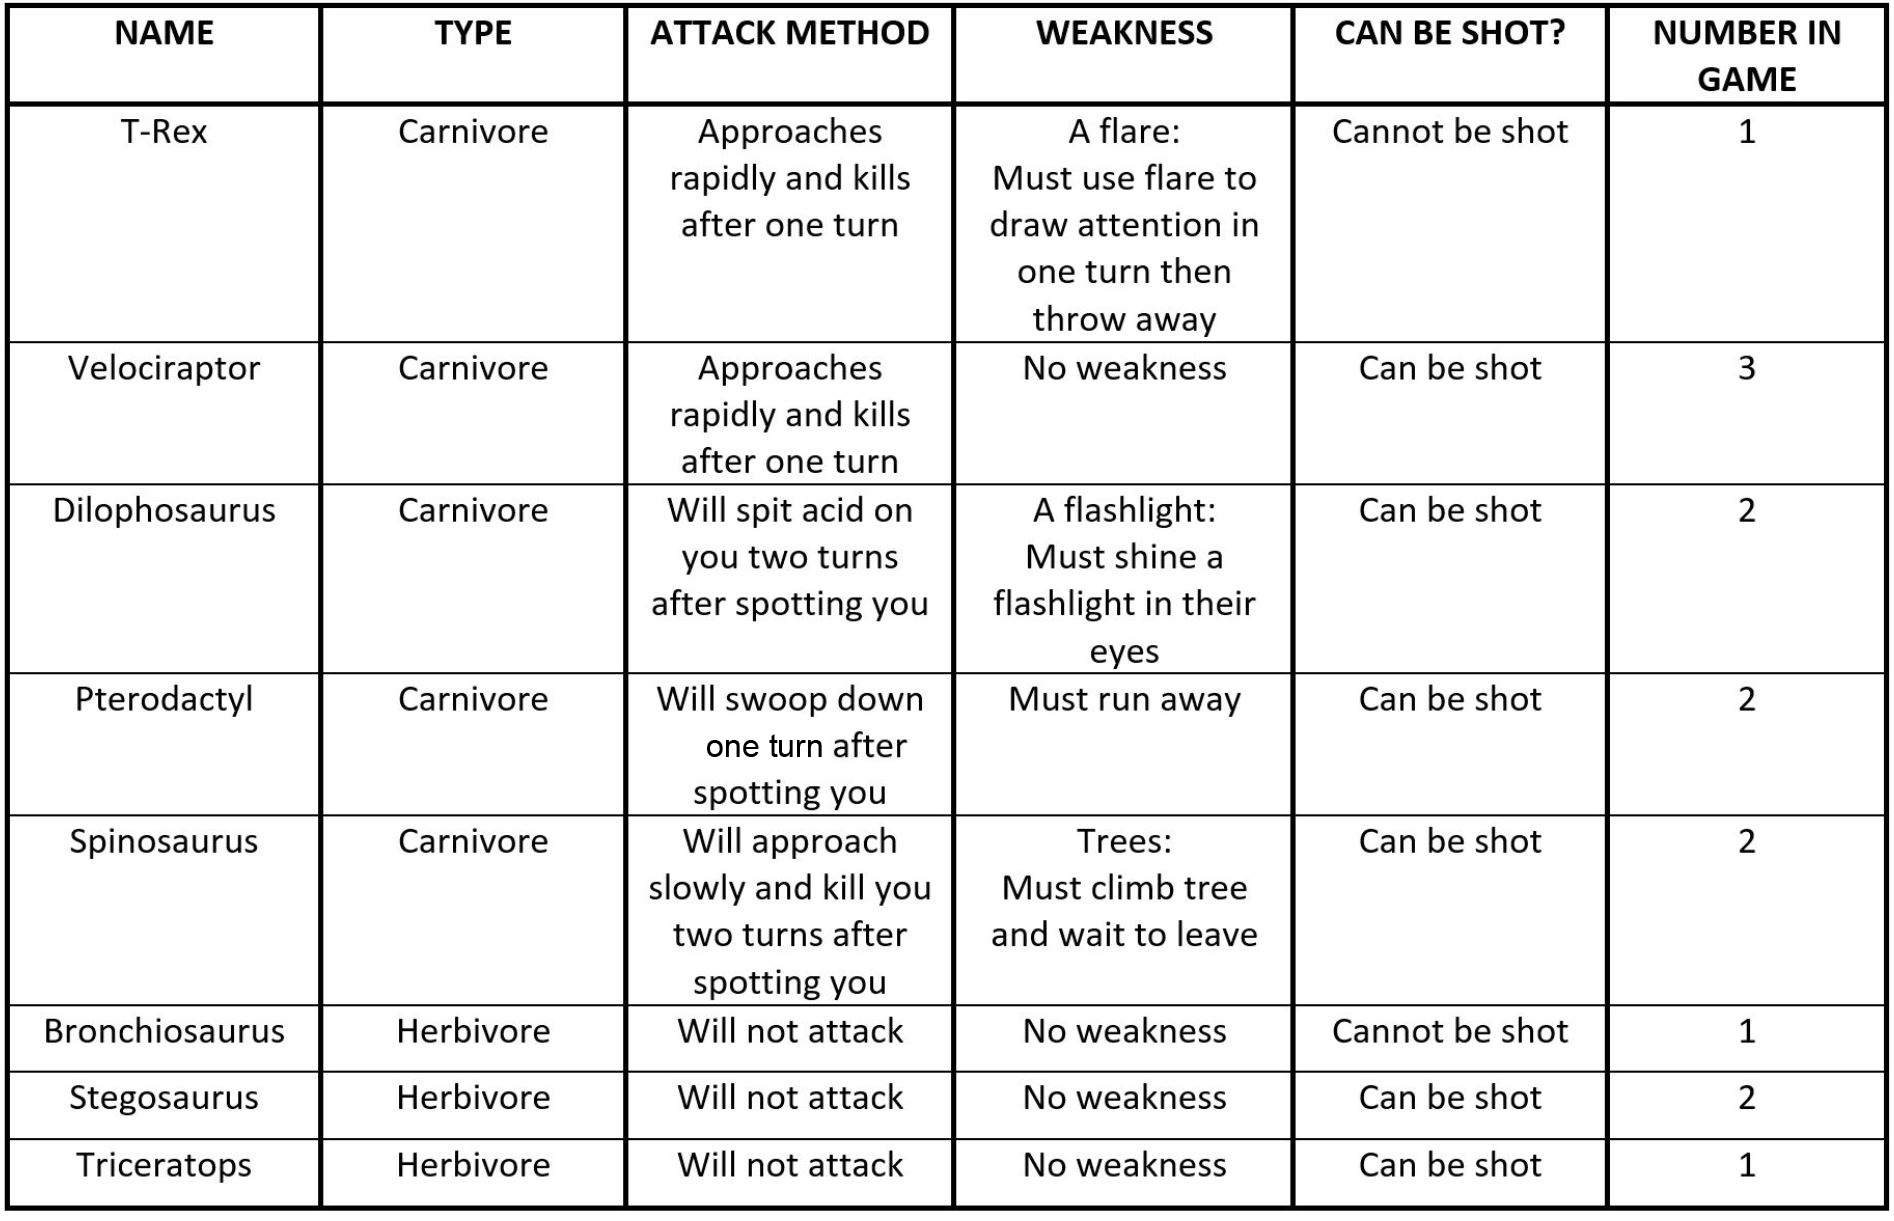 NAME TYPE ATTACK METHOD WEAKNESS CAN BE SHOT? NUMBER IN
GAME
T-Rex Carnivore Approaches A flare: Cannot be shot 1
rapidly and kills Must use flare to
after one turn draw attention in
one turn then
throw away
Velociraptor Carnivore Approaches No weakness Can be shot 3
rapidly and kills
after one turn
Dilophosaurus Carnivore Will spit acid on A flashlight: Can be shot 2
you two turns Must shine a
after spotting you flashlight in their
eyes
Pterodactyl Carnivore Will swoop down Must run away Can be shot 2
one turn after
spotting you
Spinosaurus Carnivore Will approach Trees: Can be shot 2
slowly and kill you Must climb tree
two turns after and wait to leave
spotting you
Bronchiosaurus Herbivore Will not attack No weakness Cannot be shot 1
Stegosaurus Herbivore Will not attack No weakness Can be shot 2
Triceratops Herbivore Will not attack No weakness Can be shot 1